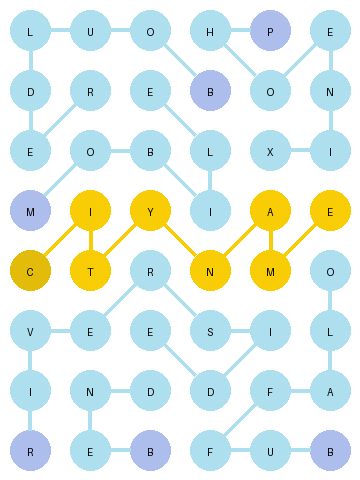 L U O H P E
D R E B O N
E O B L X I
M I Y I A E
C T R N M O
V E E S I L
I N D D F A
R E B F U B